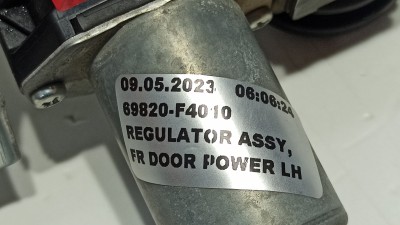 09.05.2023 06:06:24
69820-F4010
REGULATOR ASSY,
FR DOOR POWER LH